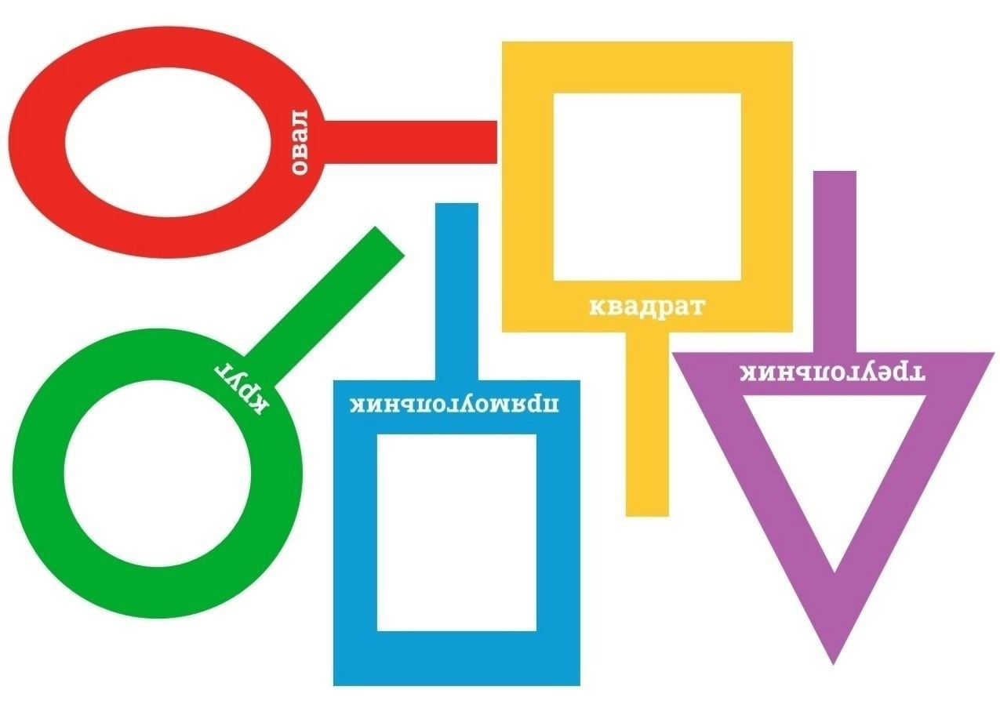 овал
квадрат
круг
прямоугольник
треугольник